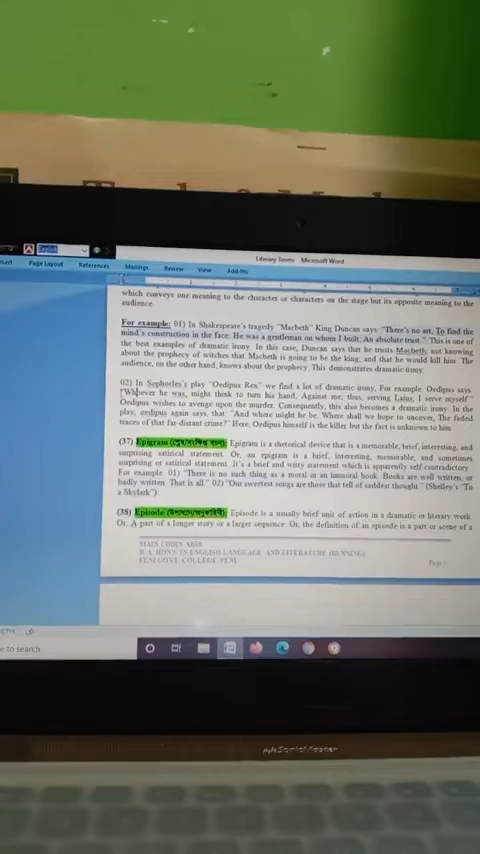 English
Literary Terms - Microsoft Word
Page Layout References Mailings Review View Add-Ins
which conveys one meaning to the character or characters on the stage but its opposite meaning to the
audience.
For example: 01) In Shakespeare's tragedy "Macbeth" King Duncan says "There's no art, To find the
mind's construction in the face: He was a gentleman on whom I built, An absolute trust." This is one of
the best examples of dramatic irony. In this case, Duncan says that he trusts Macbeth, not knowing
about the prophecy of witches that Macbeth is going to be the king, and that he would kill him. The
audience, on the other hand, knows about the prophecy. This demonstrates dramatic irony.
02) In Sophocles's play "Oedipus Rex" we find a lot of dramatic irony, For example: Oedipus says
("Whoever he was, might think to turn his hand, Against me; thus, serving Laius, I serve myself"
Oedipus wishes to avenge upon the murder. Consequently, this also becomes a dramatic irony. In the
play, oedipus again says, that "And where might he be, Where shall we hope to uncover, The faded
traces of that far-distant crime?" Here, Oedipus himself is the killer but the fact is unknown to him.
(37) Epigram Epigram is a rhetorical device that is a memorable, brief, interesting, and
surprising satirical statement. Or, an epigram is a brief, interesting, memorable, and sometimes
surprising or satirical statement. It's a brief and witty statement which is apparently self-contradictory
For example: 01) "There is no such thing as a moral or an immoral book. Books are well written, or
badly written. That is all." 02) "Our sweetest songs are those that tell of saddest thought." (Shelley's "To
a Skylark")
(38) Episode (উপাখ্যান/অনুকাহিনী) Episode is a usually brief unit of action in a dramatic or literary work.
Or, A part of a longer story or a larger sequence. Or, the definition of an episode is a part or scene of a
MAIN UDDIN ABIR
B. A. HON'S IN ENGLISH LANGUAGE AND LITERATURE (RUNNING)
FENI GOVT. COLLEGE, FENI.
Page
e to search